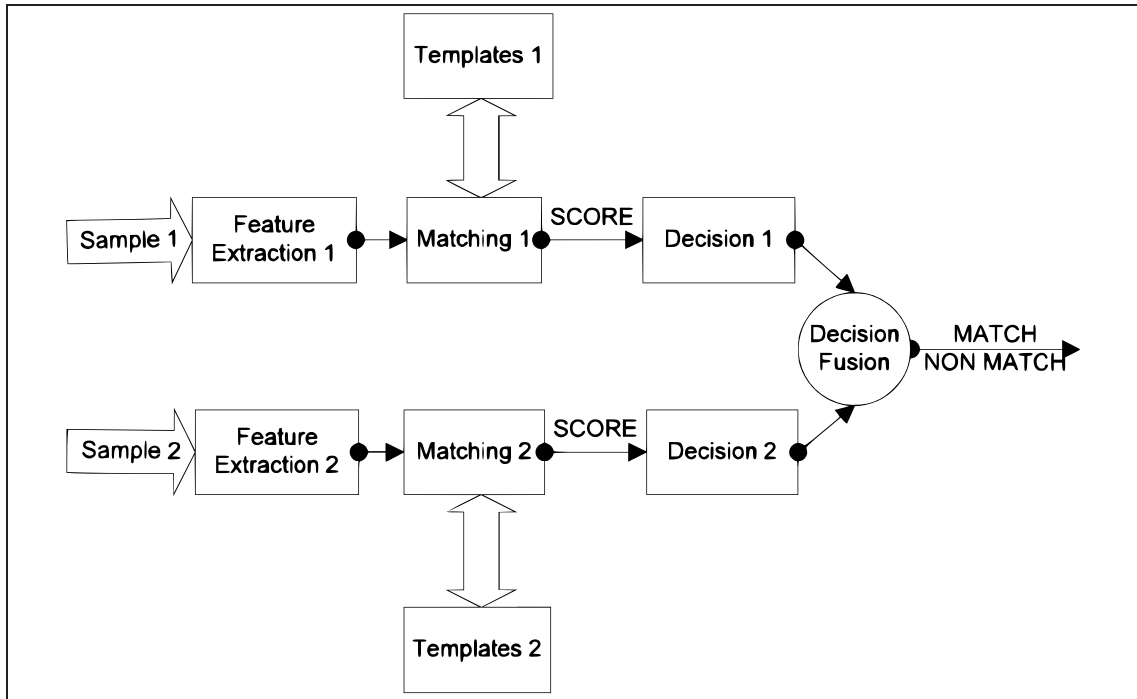 Templates 1
Sample 1
Feature
Extraction 1
Matching 1
SCORE
Decision 1
Decision
Fusion
MATCH
NON MATCH
Sample 2
Feature
Extraction 2
Matching 2
SCORE
Decision 2
Templates 2